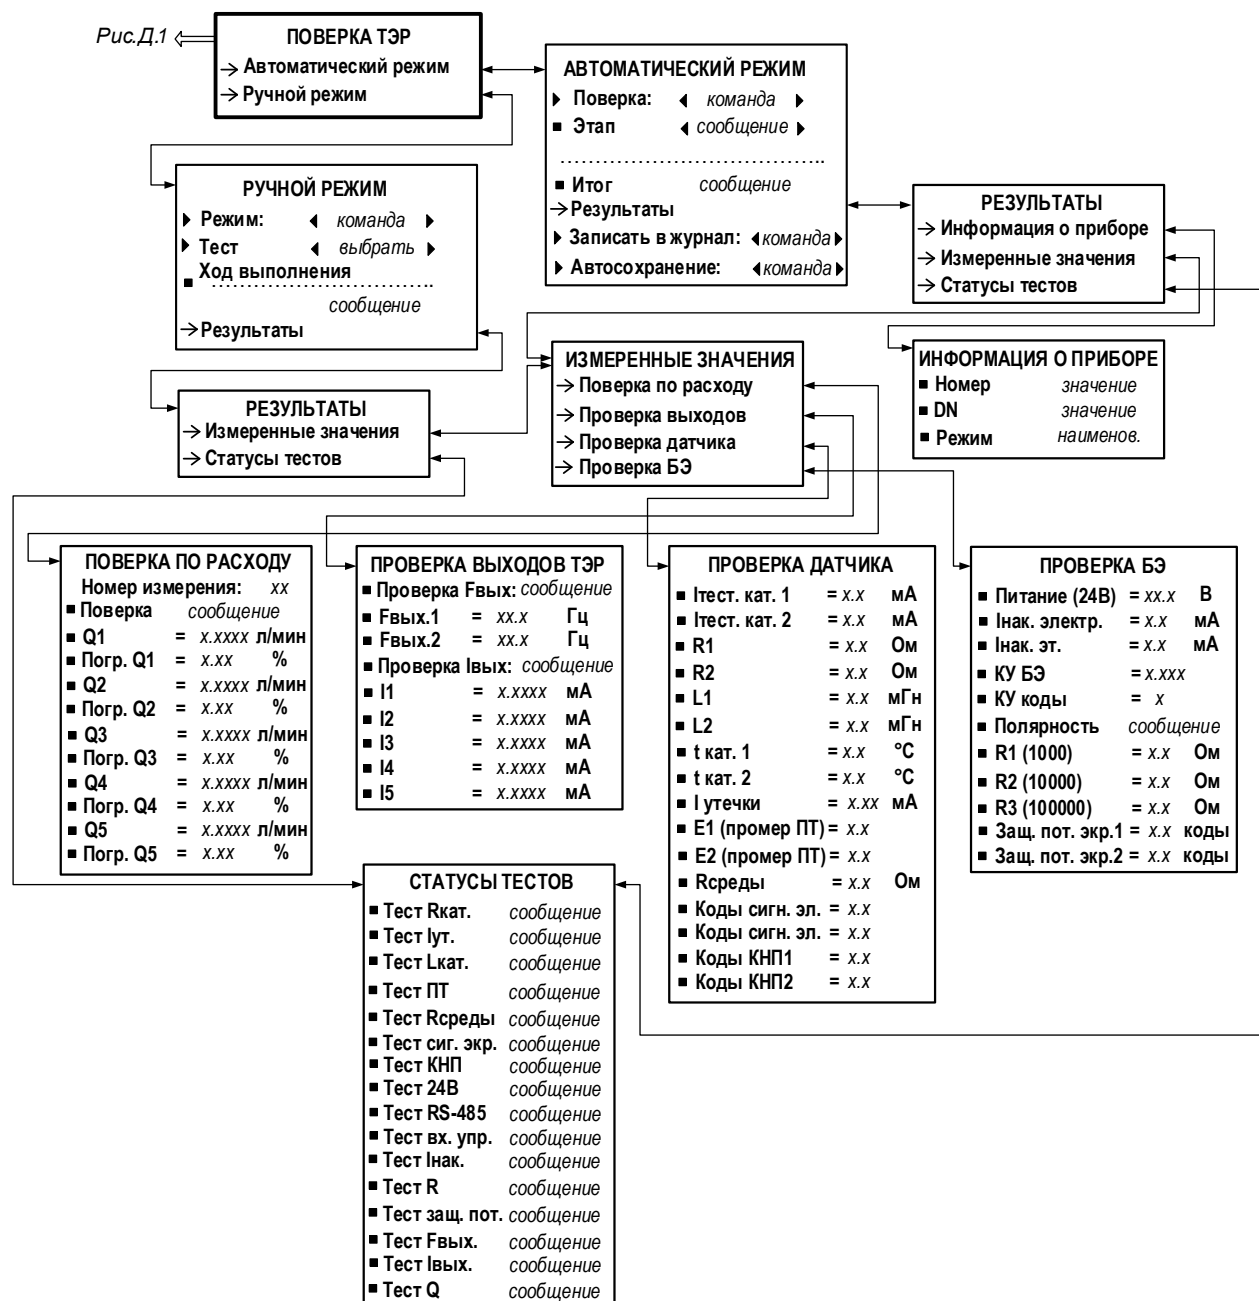 Рис.Д.1
ПОВЕРКА ТЭР
Автоматический режим
Ручной режим
АВТОМАТИЧЕСКИЙ РЕЖИМ
Поверка: команда
Этап сообщение
Итог сообщение
Результаты
Записать в журнал: команда
Автосохранение: команда
РУЧНОЙ РЕЖИМ
Режим: команда
Тест выбрать
Ход выполнения
сообщение
Результаты
РЕЗУЛЬТАТЫ
Информация о приборе
Измеренные значения
Статусы тестов
ИНФОРМАЦИЯ О ПРИБОРЕ
Номер значение
DN значение
Режим наименов.
ИЗМЕРЕННЫЕ ЗНАЧЕНИЯ
Поверка по расходу
Проверка выходов
Проверка датчика
Проверка БЭ
РЕЗУЛЬТАТЫ
Измеренные значения
Статусы тестов
ПОВЕРКА ПО РАСХОДУ
Номер измерения: xx
Поверка сообщение
Q1 = x.xxxx л/мин
Погр. Q1 = x.xx %
Q2 = x.xxxx л/мин
Погр. Q2 = x.xx %
Q3 = x.xxxx л/мин
Погр. Q3 = x.xx %
Q4 = x.xxxx л/мин
Погр. Q4 = x.xx %
Q5 = x.xxxx л/мин
Погр. Q5 = x.xx %
ПРОВЕРКА ВЫХОДОВ ТЭР
Проверка Fвых: сообщение
Fвых.1 = xx.x Гц
Fвых.2 = xx.x Гц
Проверка Iвых: сообщение
I1 = x.xxxx мА
I2 = x.xxxx мА
I3 = x.xxxx мА
I4 = x.xxxx мА
I5 = x.xxxx мА
ПРОВЕРКА ДАТЧИКА
Iтест. кат. 1 = x.x мА
Iтест. кат. 2 = x.x мА
R1 = x.x Ом
R2 = x.x Ом
L1 = x.x мГн
L2 = x.x мГн
t кат. 1 = x.x °С
t кат. 2 = x.x °С
I утечки = x.xx мА
E1 (промер ПТ) = x.x
E2 (промер ПТ) = x.x
Rсреды = x.x Ом
Коды сигн. эл. = x.x
Коды сигн. эл. = x.x
Коды КНП1 = x.x
Коды КНП2 = x.x
ПРОВЕРКА БЭ
Питание (24В) = xx.x В
Iнак. электр. = x.x мА
Iнак. эт. = x.x мА
КУ БЭ = x.xxx
КУ коды = x
Полярность сообщение
R1 (1000) = x.x Ом
R2 (10000) = x.x Ом
R3 (100000) = x.x Ом
Защ. пот. экр.1 = x.x коды
Защ. пот. экр.2 = x.x коды
СТАТУСЫ ТЕСТОВ
Тест Rкат. сообщение
Тест Iут. сообщение
Тест Lкат. сообщение
Тест ПТ сообщение
Тест Rсреды сообщение
Тест сиг. экр. сообщение
Тест КНП сообщение
Тест 24В сообщение
Тест RS-485 сообщение
Тест вх. упр. сообщение
Тест Iнак. сообщение
Тест R сообщение
Тест защ. пот. сообщение
Тест Fвых. сообщение
Тест Iвых. сообщение
Тест Q сообщение